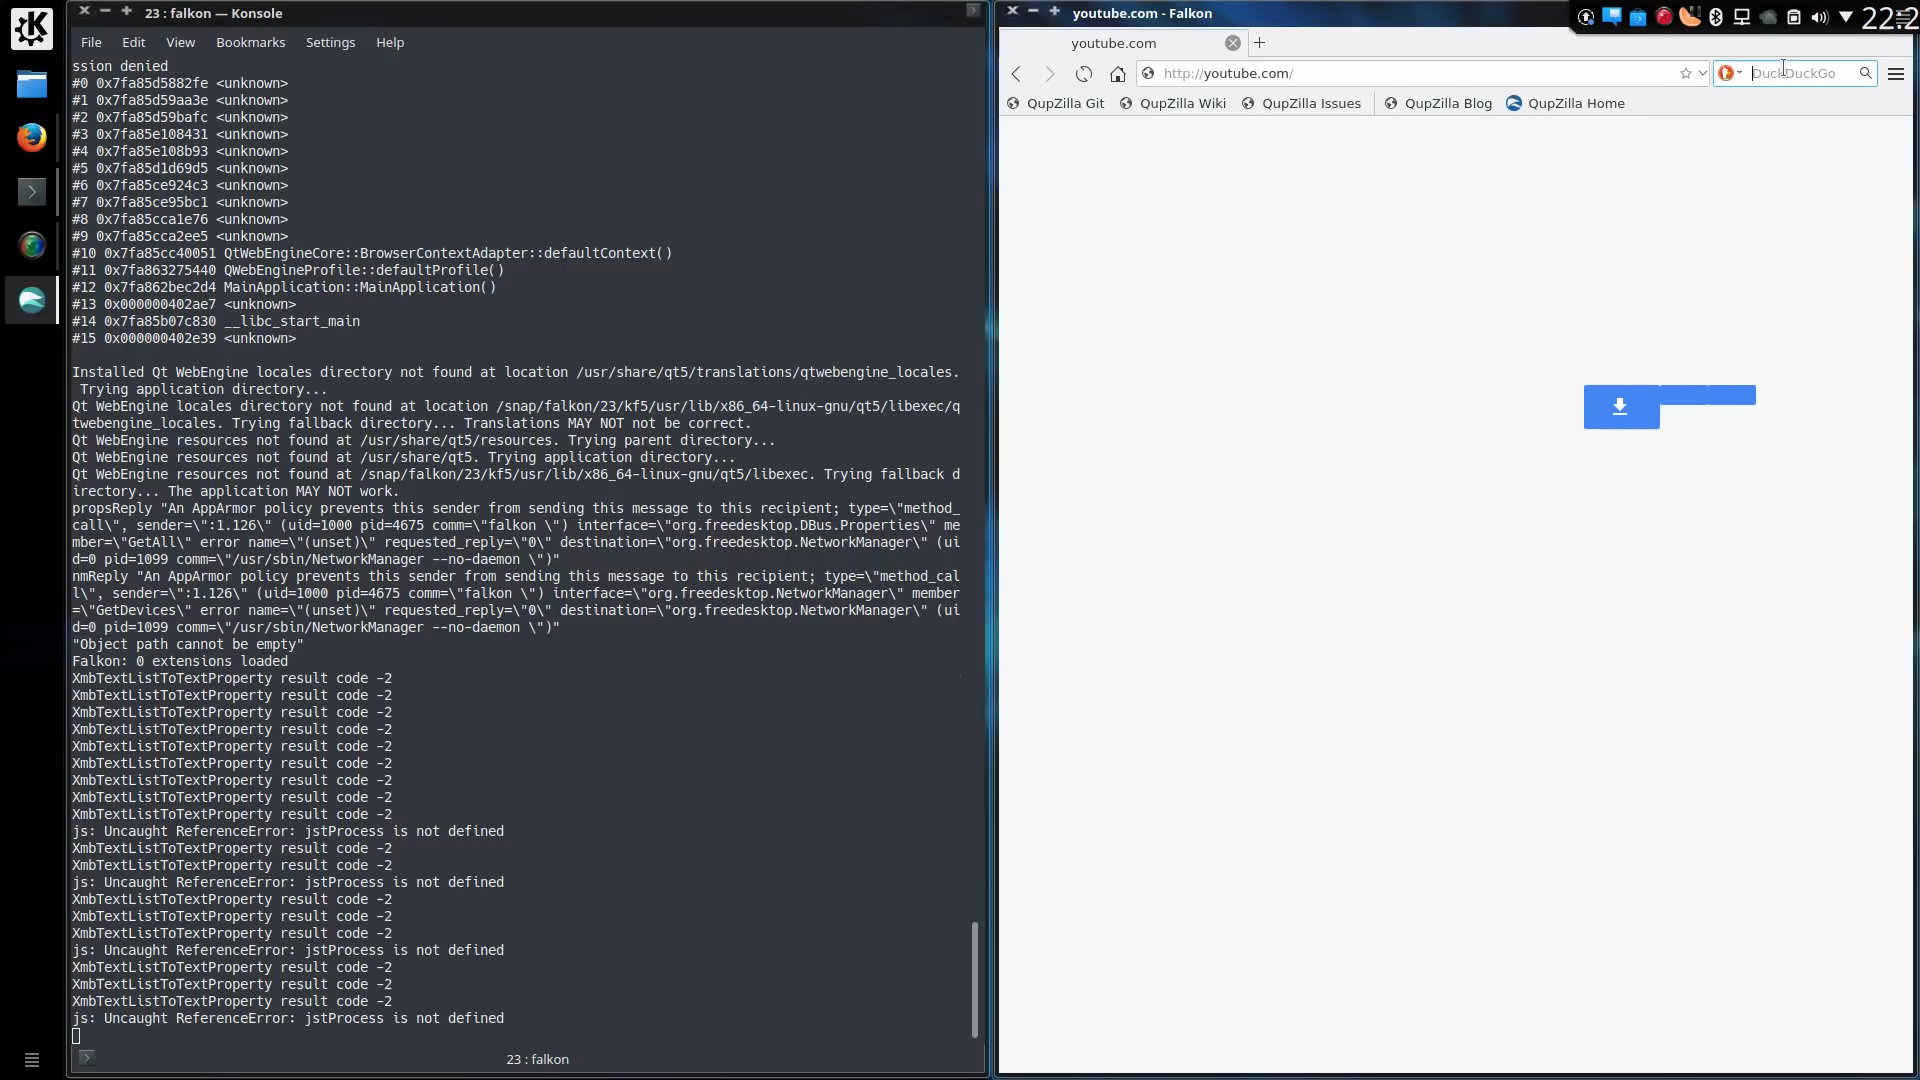 23 : falkon — Konsole
File Edit View Bookmarks Settings Help
ssion denied
#0 0x7fa85d5882fe <unknown>
#1 0x7fa85d59aa3e <unknown>
#2 0x7fa85d59bafc <unknown>
#3 0x7fa85e108431 <unknown>
#4 0x7fa85e108b93 <unknown>
#5 0x7fa85d1d69d5 <unknown>
#6 0x7fa85ce924c3 <unknown>
#7 0x7fa85ce95bc1 <unknown>
#8 0x7fa85cca1e76 <unknown>
#9 0x7fa85cca2ee5 <unknown>
#10 0x7fa85cc40051 QtWebEngineCore::BrowserContextAdapter::defaultContext()
#11 0x7fa863275440 QWebEngineProfile::defaultProfile()
#12 0x7fa862bec2d4 MainApplication::MainApplication()
#13 0x000000402ae7 <unknown>
#14 0x7fa85b07c830 __libc_start_main
#15 0x000000402e39 <unknown>
Installed Qt WebEngine locales directory not found at location /usr/share/qt5/translations/qtwebengine_locales.
Trying application directory...
Qt WebEngine locales directory not found at location /snap/falkon/23/kf5/usr/lib/x86_64-linux-gnu/qt5/libexec/q
twebengine_locales. Trying fallback directory... Translations MAY NOT be correct.
Qt WebEngine resources not found at /usr/share/qt5/resources. Trying parent directory...
Qt WebEngine resources not found at /usr/share/qt5. Trying application directory...
Qt WebEngine resources not found at /snap/falkon/23/kf5/usr/lib/x86_64-linux-gnu/qt5/libexec. Trying fallback d
irectory... The application MAY NOT work.
propsReply "An AppArmor policy prevents this sender from sending this message to this recipient; type=\"method_
call\", sender=\":1.126\" (uid=1000 pid=4675 comm=\"falkon \") interface=\"org.freedesktop.DBus.Properties\" me
mber=\"GetAll\" error name=\"(unset)\" requested_reply=\"0\" destination=\"org.freedesktop.NetworkManager\" (ui
d=0 pid=1099 comm=\"/usr/sbin/NetworkManager --no-daemon \")"
nmReply "An AppArmor policy prevents this sender from sending this message to this recipient; type=\"method_cal
l\", sender=\":1.126\" (uid=1000 pid=4675 comm=\"falkon \") interface=\"org.freedesktop.NetworkManager\" member
=\"GetDevices\" error name=\"(unset)\" requested_reply=\"0\" destination=\"org.freedesktop.NetworkManager\" (ui
d=0 pid=1099 comm=\"/usr/sbin/NetworkManager --no-daemon \")"
"Object path cannot be empty"
Falkon: 0 extensions loaded
XmbTextListToTextProperty result code -2
XmbTextListToTextProperty result code -2
XmbTextListToTextProperty result code -2
XmbTextListToTextProperty result code -2
XmbTextListToTextProperty result code -2
XmbTextListToTextProperty result code -2
XmbTextListToTextProperty result code -2
XmbTextListToTextProperty result code -2
XmbTextListToTextProperty result code -2
js: Uncaught ReferenceError: jstProcess is not defined
XmbTextListToTextProperty result code -2
XmbTextListToTextProperty result code -2
js: Uncaught ReferenceError: jstProcess is not defined
XmbTextListToTextProperty result code -2
XmbTextListToTextProperty result code -2
XmbTextListToTextProperty result code -2
js: Uncaught ReferenceError: jstProcess is not defined
XmbTextListToTextProperty result code -2
XmbTextListToTextProperty result code -2
XmbTextListToTextProperty result code -2
js: Uncaught ReferenceError: jstProcess is not defined
23 : falkon
youtube.com - Falkon
22:2
youtube.com
http://youtube.com/
DuckDuckGo
QupZilla Git QupZilla Wiki QupZilla Issues QupZilla Blog QupZilla Home